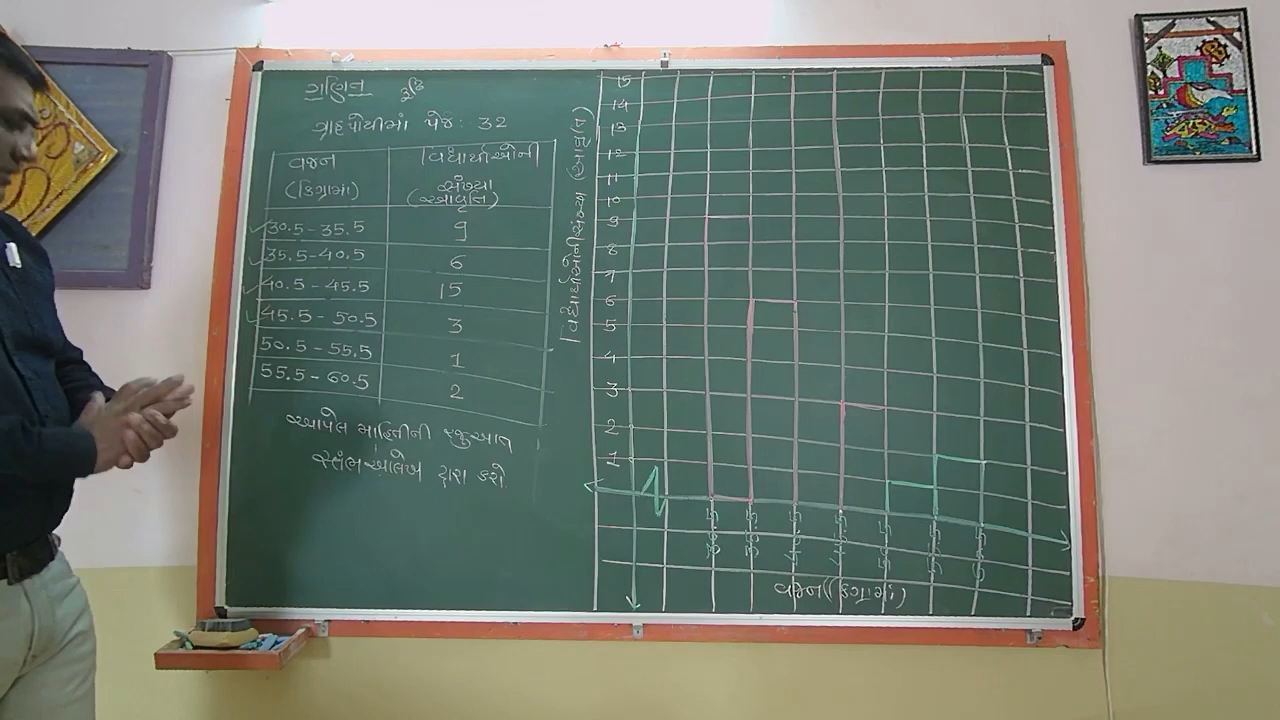 ગણિત
ગૃહપોથીમાં પેજ : 32
વજન
(કિગ્રામાં)
વિદ્યાર્થીઓની
સંખ્યા
(આવૃત્તિ)
30.5 - 35.5 9
35.5 - 40.5 6
40.5 - 45.5 15
45.5 - 50.5 3
50.5 - 55.5 1
55.5 - 60.5 2
આપેલ માહિતીની રજુઆત
સ્તંભઆલેખ દ્વારા કરો.
વિદ્યાર્થીઓની સંખ્યા (આવૃત્તિ)
15
14
13
12
11
10
9
8
7
6
5
4
3
2
1
વજન (કિગ્રામાં)